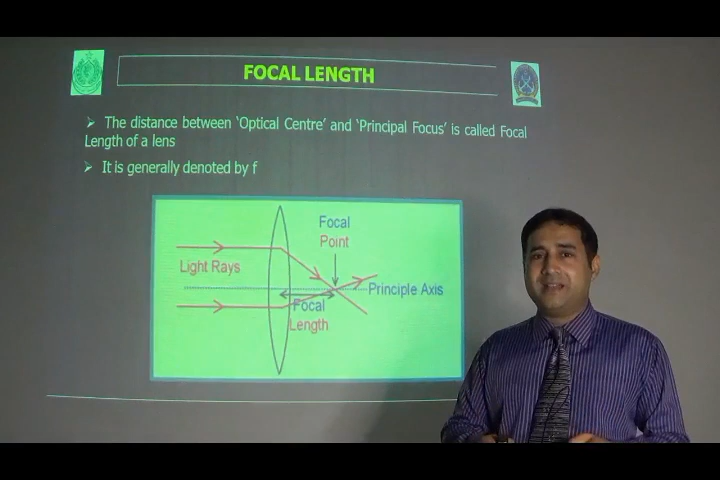 FOCAL LENGTH
➢ The distance between ‘Optical Centre’ and ‘Principal Focus’ is called Focal
Length of a lens
➢ It is generally denoted by f
Focal
Point
Light Rays
Principle Axis
Focal
Length